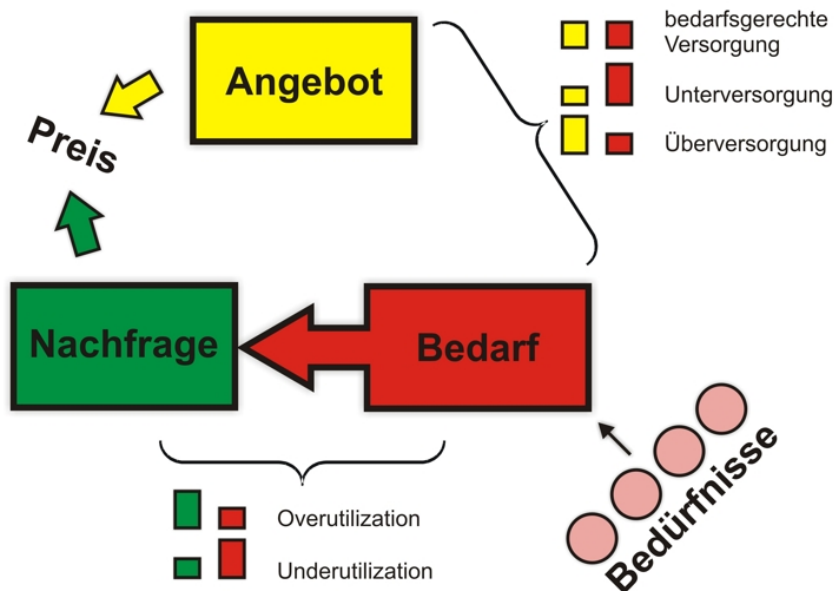 Angebot
bedarfsgerechte
Versorgung
Unterversorgung
Überversorgung
Preis
Nachfrage
Bedarf
Bedürfnisse
Overutilization
Underutilization